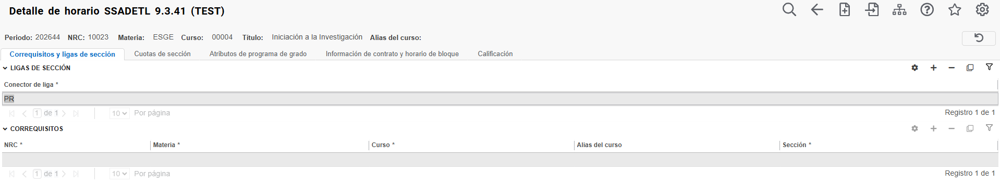 Detalle de horario SSADETL 9.3.41 (TEST)
Periodo: 202644 NRC: 10023 Materia: ESGE Curso: 00004 Título: Iniciación a la Investigación Alias del curso:
Correquisitos y ligas de sección Cuotas de sección Atributos de programa de grado Información de contrato y horario de bloque Calificación
LIGAS DE SECCIÓN
Conector de liga *
PR
1 de 1 10 Por página Registro 1 de 1
CORREQUISITOS
NRC * Materia * Curso * Alias del curso Sección *
1 de 1 10 Por página Registro 1 de 1